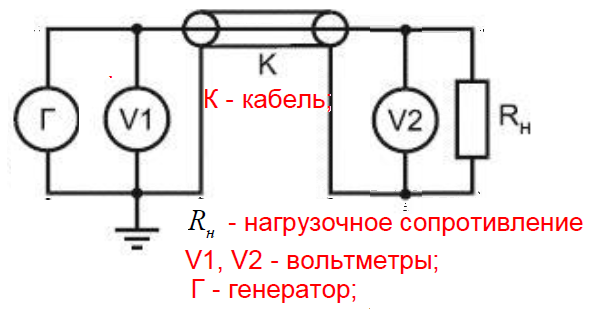 К
Г
V1
V2
Rн
К - кабель;
Rн - нагрузочное сопротивление
V1, V2 - вольтметры;
Г - генератор;